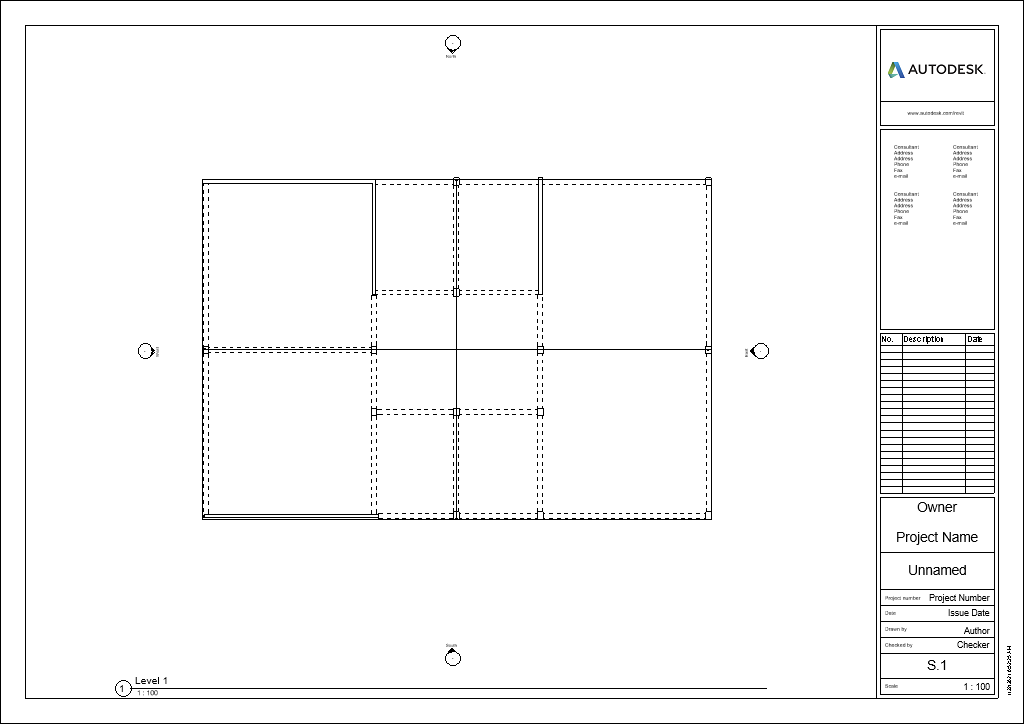 North
AUTODESK.
www.autodesk.com/revit
Consultant Consultant
Address Address
Address Address
Phone Phone
Fax Fax
e-mail e-mail
Consultant Consultant
Address Address
Address Address
Phone Phone
Fax Fax
e-mail e-mail
No. Description Date
West
East
South
Owner
Project Name
Unnamed
Project number Project Number
Date Issue Date
Drawn by Author
Checked by Checker
S.1
Scale 1 : 100
1 Level 1
1 : 100